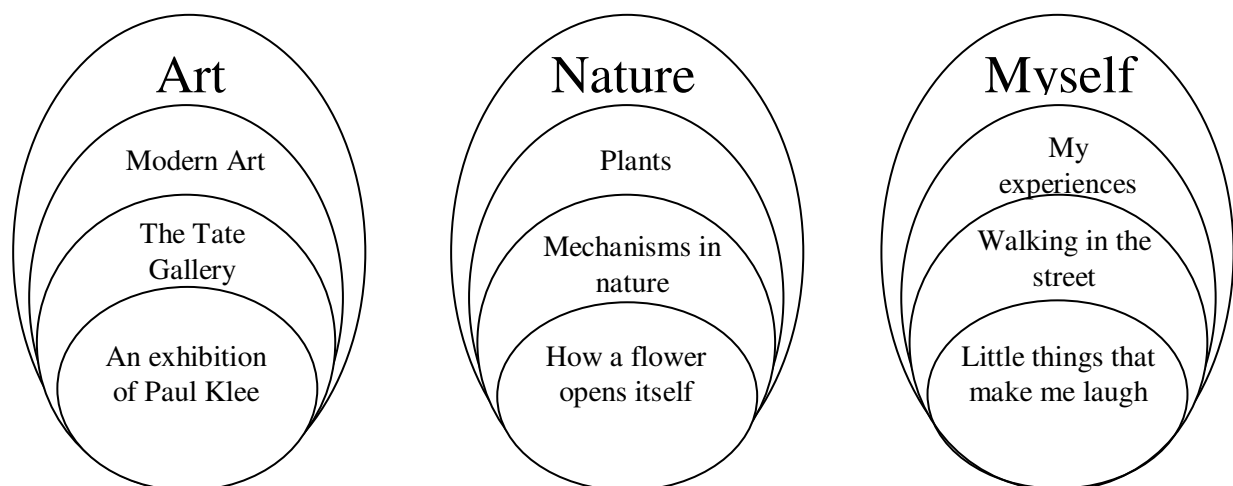 Art
Modern Art
The Tate
Gallery
An exhibition
of Paul Klee
Nature
Plants
Mechanisms in
nature
How a flower
opens itself
Myself
My
experiences
Walking in the
street
Little things that
make me laugh